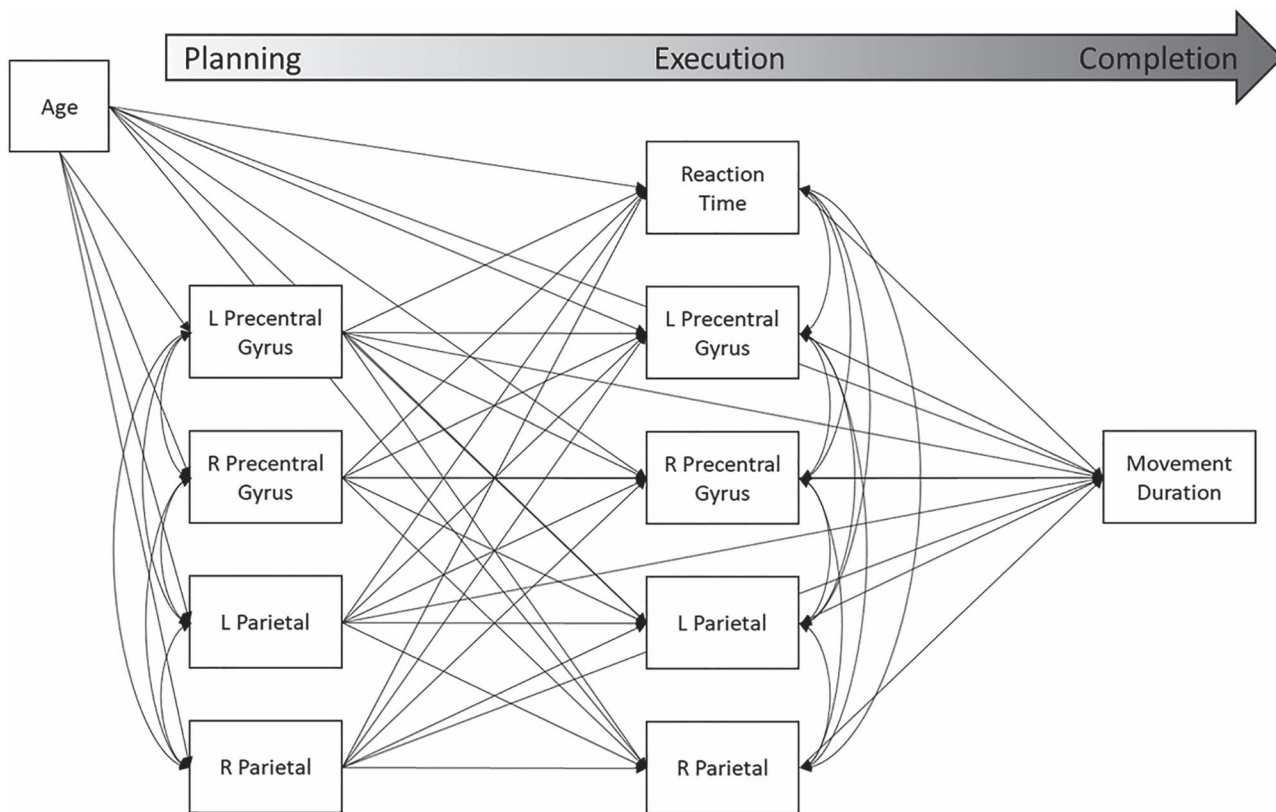 Planning
Execution
Completion
Age
L Precentral
Gyrus
R Precentral
Gyrus
L Parietal
R Parietal
Reaction
Time
L Precentral
Gyrus
R Precentral
Gyrus
L Parietal
R Parietal
Movement
Duration